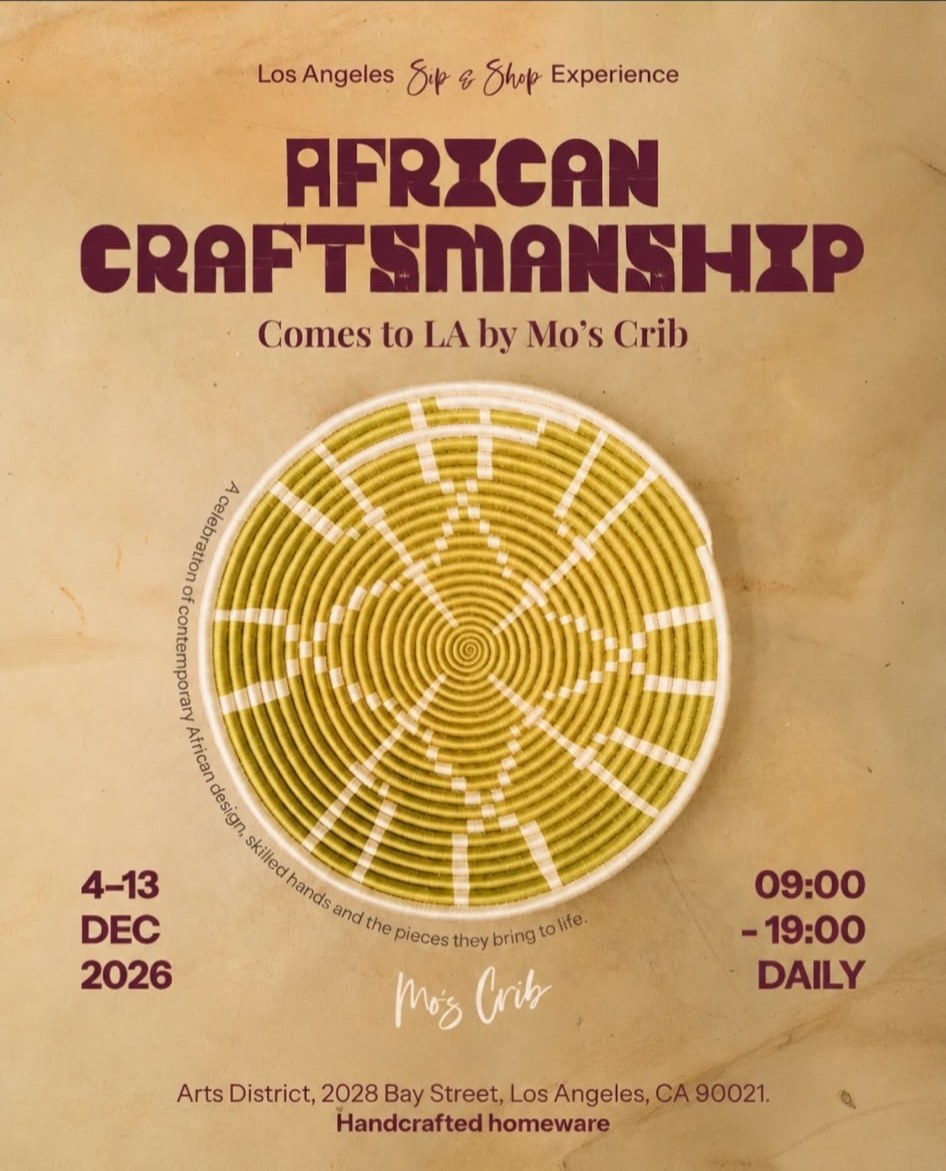 Los Angeles Sip & Shop Experience
AFRICAN
CRAFTSMANSHIP
Comes to LA by Mo's Crib
A celebration of contemporary African design, skilled hands and the pieces they bring to life.
4–13
DEC
2026
09:00
– 19:00
DAILY
Mo's Crib
Arts District, 2028 Bay Street, Los Angeles, CA 90021.
Handcrafted homeware